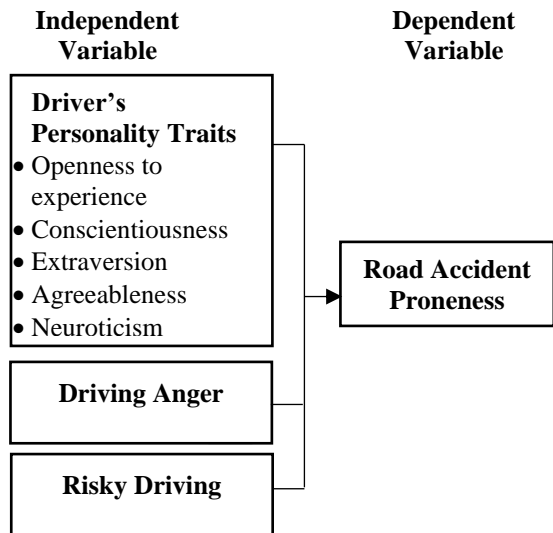 Independent
Variable
Dependent
Variable
Driver’s
Personality Traits
• Openness to
experience
• Conscientiousness
• Extraversion
• Agreeableness
• Neuroticism
Road Accident
Proneness
Driving Anger
Risky Driving